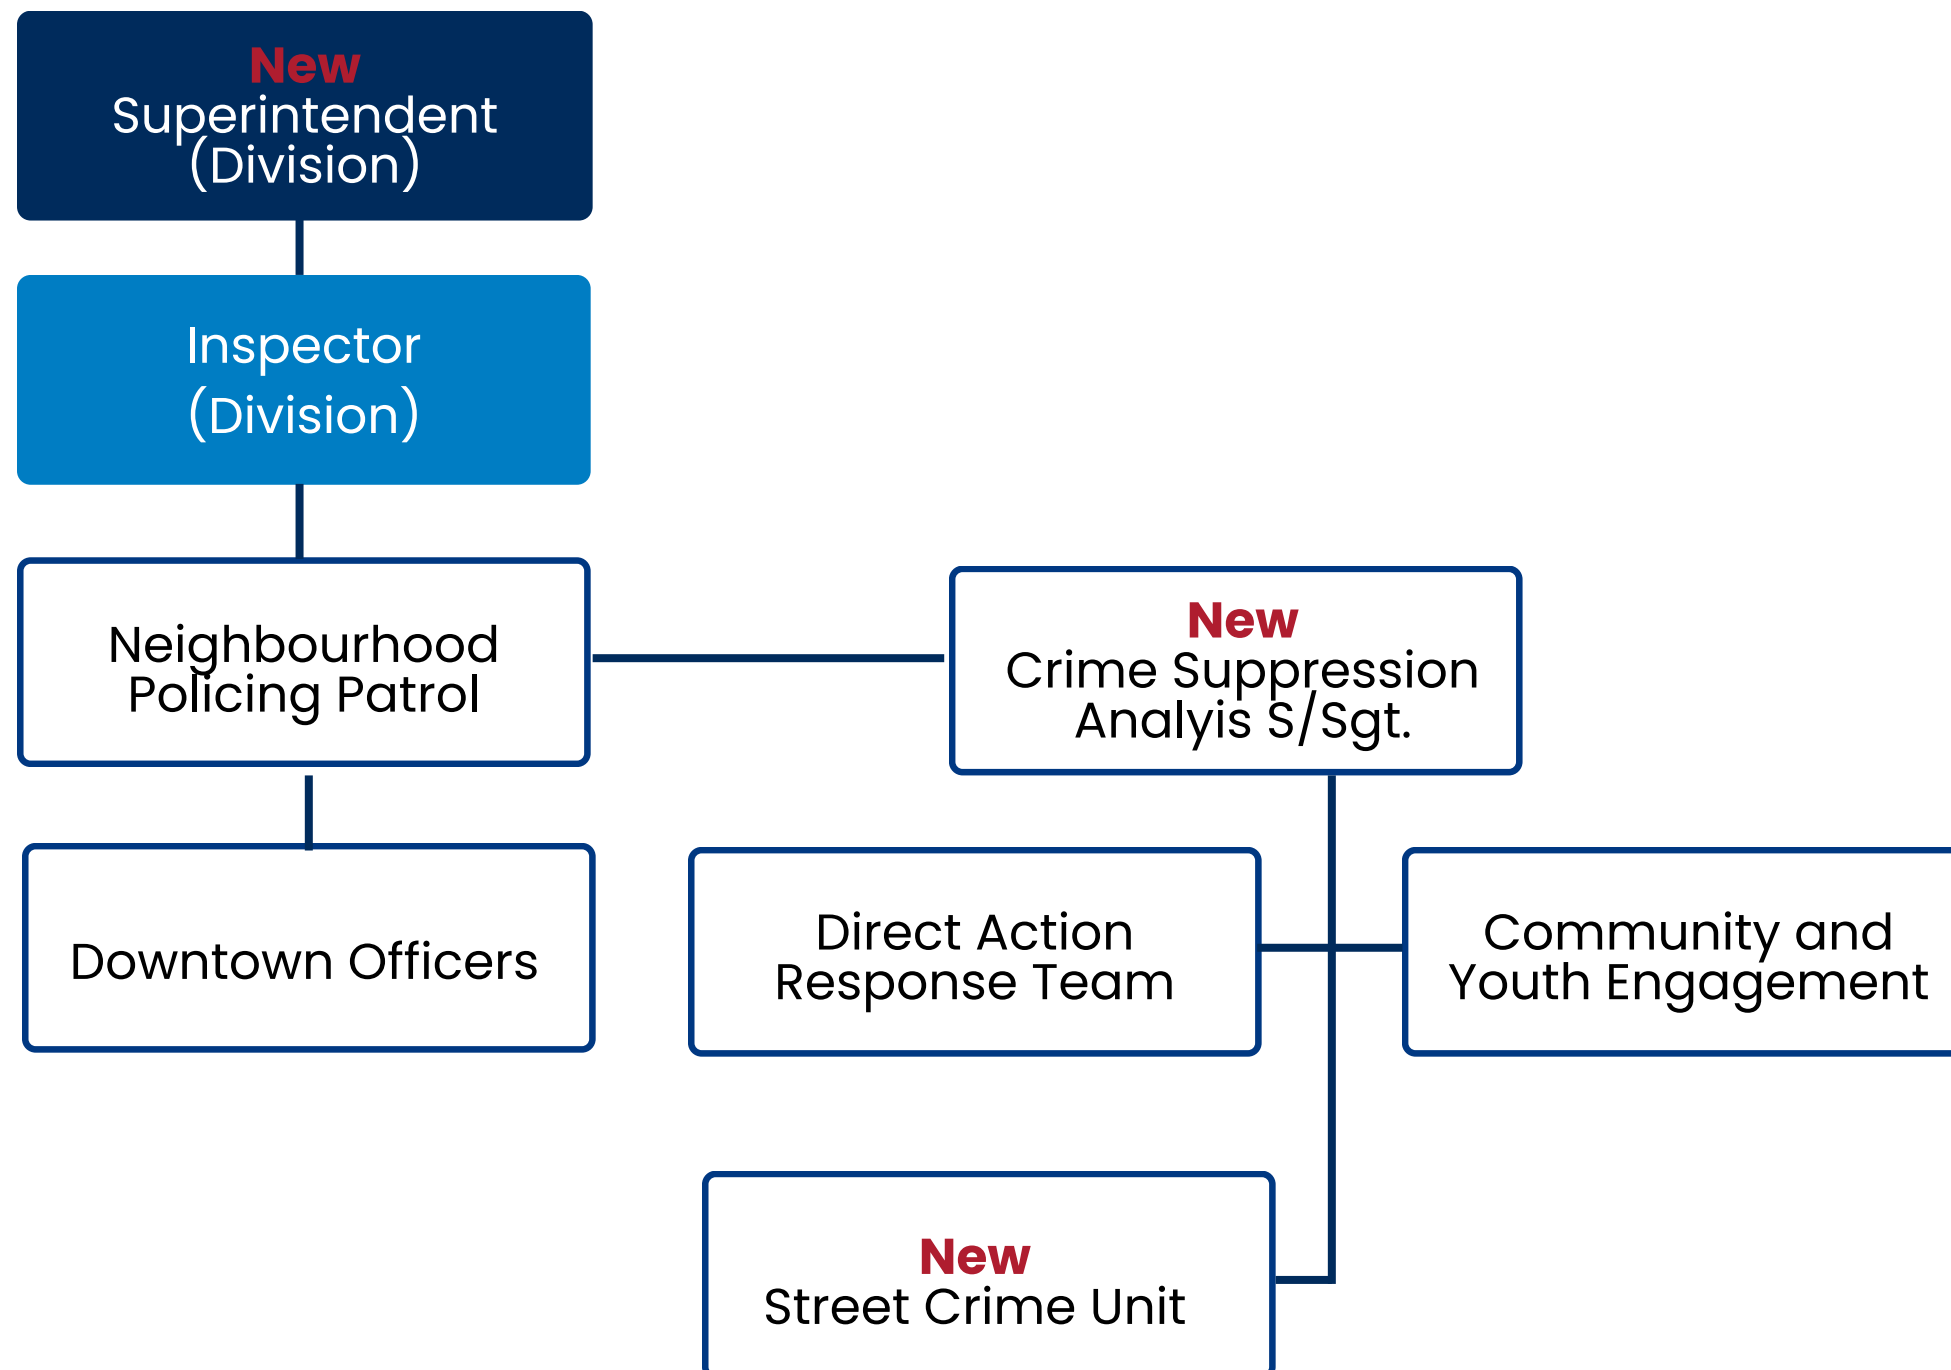 New
Superintendent
(Division)
Inspector
(Division)
Neighbourhood
Policing Patrol
New
Crime Suppression
Analyis S/Sgt.
Downtown Officers
Direct Action
Response Team
Community and
Youth Engagement
New
Street Crime Unit